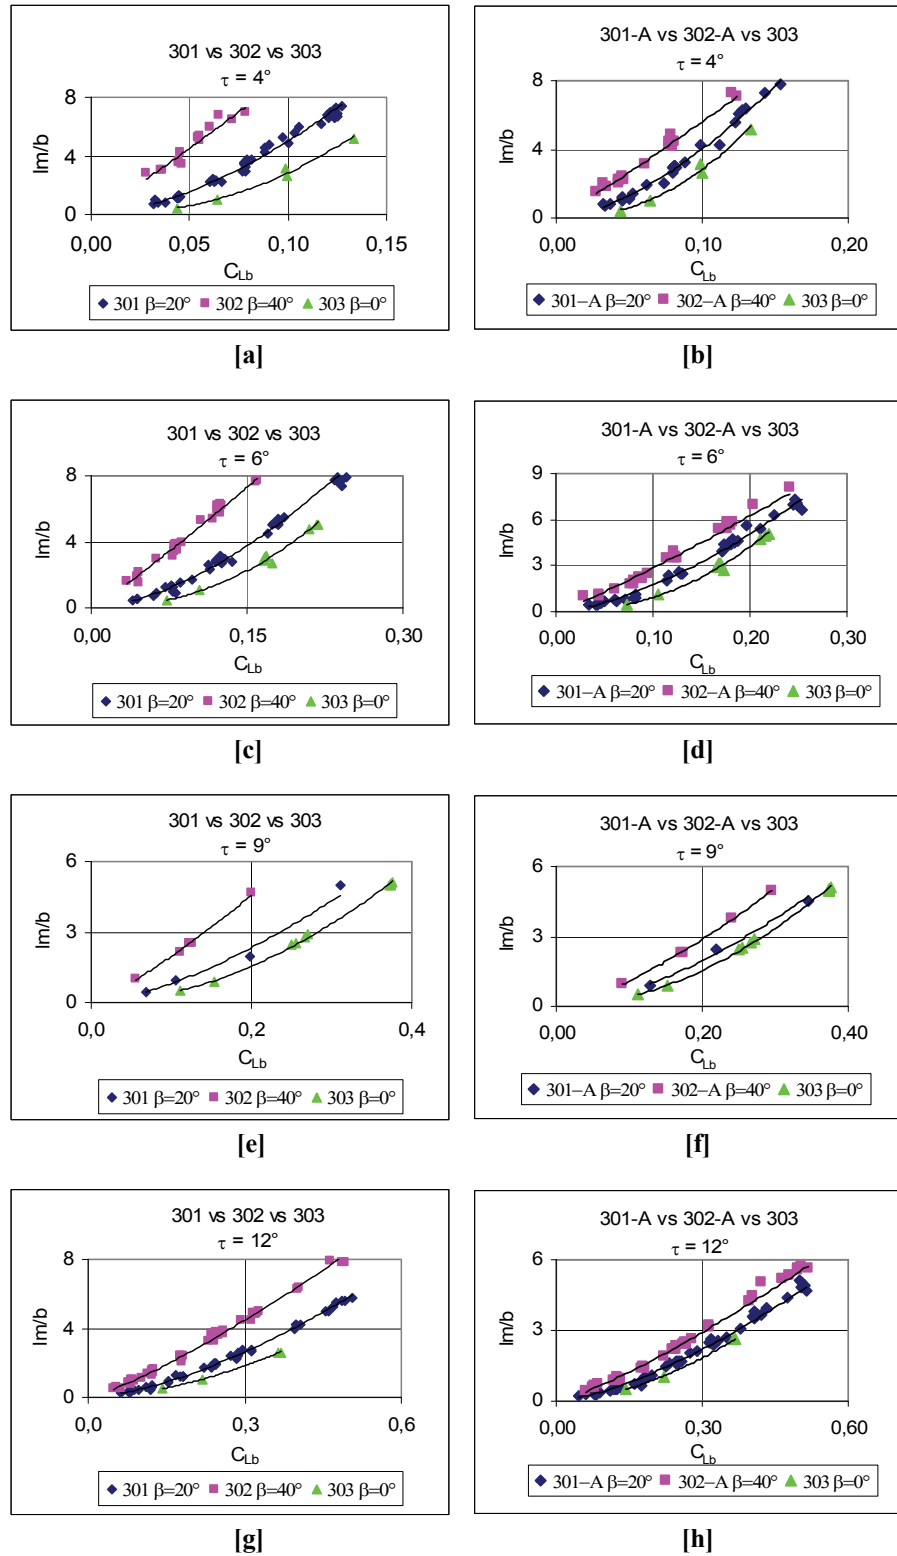 301 vs 302 vs 303
τ = 4°
8
4
0
lm/b
0,00 0,05 0,10 0,15
C_Lb
301 β=20° 302 β=40° 303 β=0°
[a]
301-A vs 302-A vs 303
τ = 4°
8
4
0
lm/b
0,00 0,10 0,20
C_Lb
301–A β=20° 302–A β=40° 303 β=0°
[b]
301 vs 302 vs 303
τ = 6°
8
4
0
lm/b
0,00 0,15 0,30
C_Lb
301 β=20° 302 β=40° 303 β=0°
[c]
301-A vs 302-A vs 303
τ = 6°
9
6
3
0
lm/b
0,00 0,10 0,20 0,30
C_Lb
301–A β=20° 302–A β=40° 303 β=0°
[d]
301 vs 302 vs 303
τ = 9°
6
3
0
lm/b
0,0 0,2 0,4
C_Lb
301 β=20° 302 β=40° 303 β=0°
[e]
301-A vs 302-A vs 303
τ = 9°
6
3
0
lm/b
0,00 0,20 0,40
C_Lb
301–A β=20° 302–A β=40° 303 β=0°
[f]
301 vs 302 vs 303
τ = 12°
8
4
0
lm/b
0,0 0,3 0,6
C_Lb
301 β=20° 302 β=40° 303 β=0°
[g]
301-A vs 302-A vs 303
τ = 12°
6
3
0
lm/b
0,00 0,30 0,60
C_Lb
301–A β=20° 302–A β=40° 303 β=0°
[h]